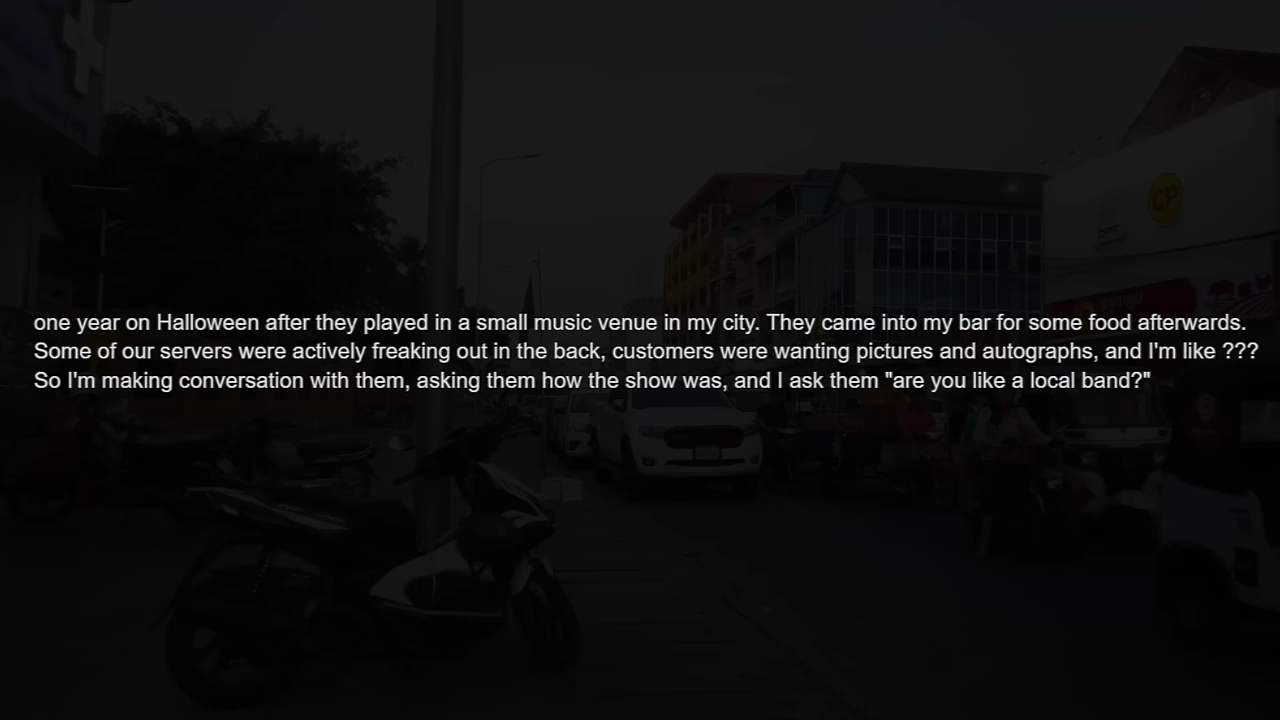 CP
one year on Halloween after they played in a small music venue in my city. They came into my bar for some food afterwards.
Some of our servers were actively freaking out in the back, customers were wanting pictures and autographs, and I'm like ???
So I'm making conversation with them, asking them how the show was, and I ask them "are you like a local band?"